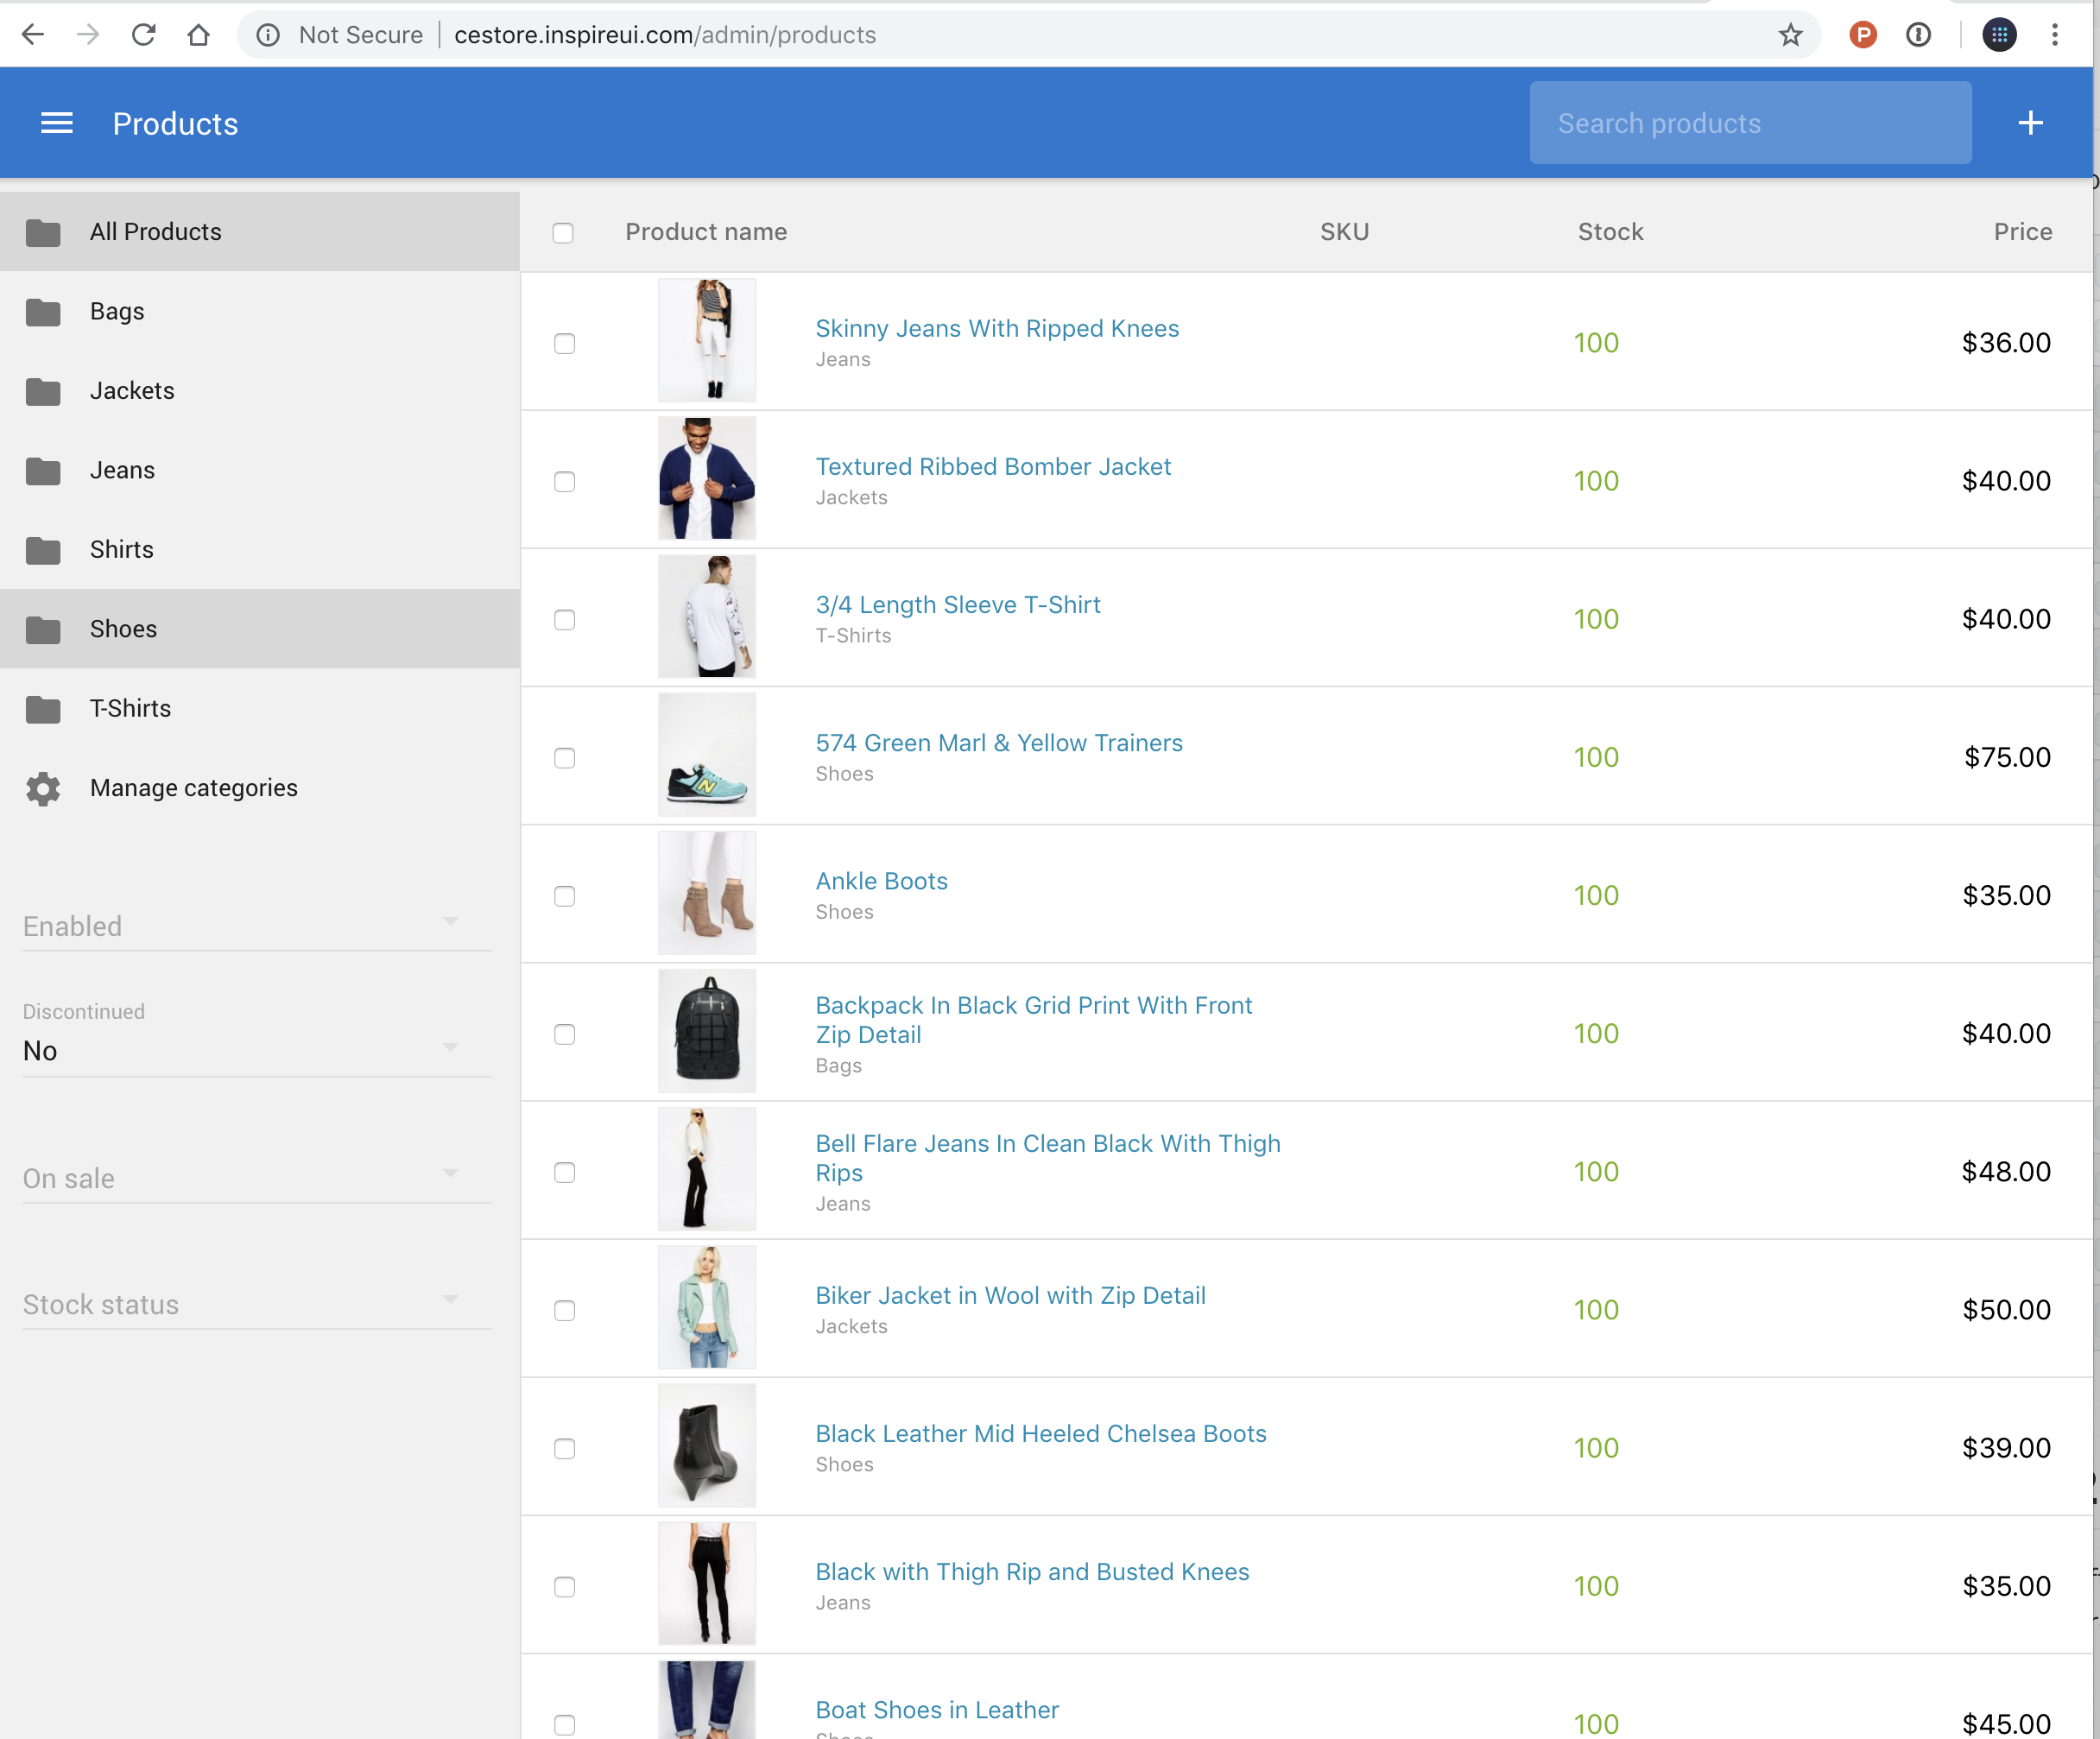 Not Secure
cestore.inspireui.com/admin/products
P
Products
Search products
All Products
Bags
Jackets
Jeans
Shirts
Shoes
T-Shirts
Manage categories
Enabled
Discontinued
No
On sale
Stock status
Product name SKU Stock Price
Skinny Jeans With Ripped Knees
Jeans
100 $36.00
Textured Ribbed Bomber Jacket
Jackets
100 $40.00
3/4 Length Sleeve T-Shirt
T-Shirts
100 $40.00
N
574 Green Marl & Yellow Trainers
Shoes
100 $75.00
Ankle Boots
Shoes
100 $35.00
Backpack In Black Grid Print With Front
Zip Detail
Bags
100 $40.00
Bell Flare Jeans In Clean Black With Thigh
Rips
Jeans
100 $48.00
Biker Jacket in Wool with Zip Detail
Jackets
100 $50.00
Black Leather Mid Heeled Chelsea Boots
Shoes
100 $39.00
Black with Thigh Rip and Busted Knees
Jeans
100 $35.00
Boat Shoes in Leather
100 $45.00